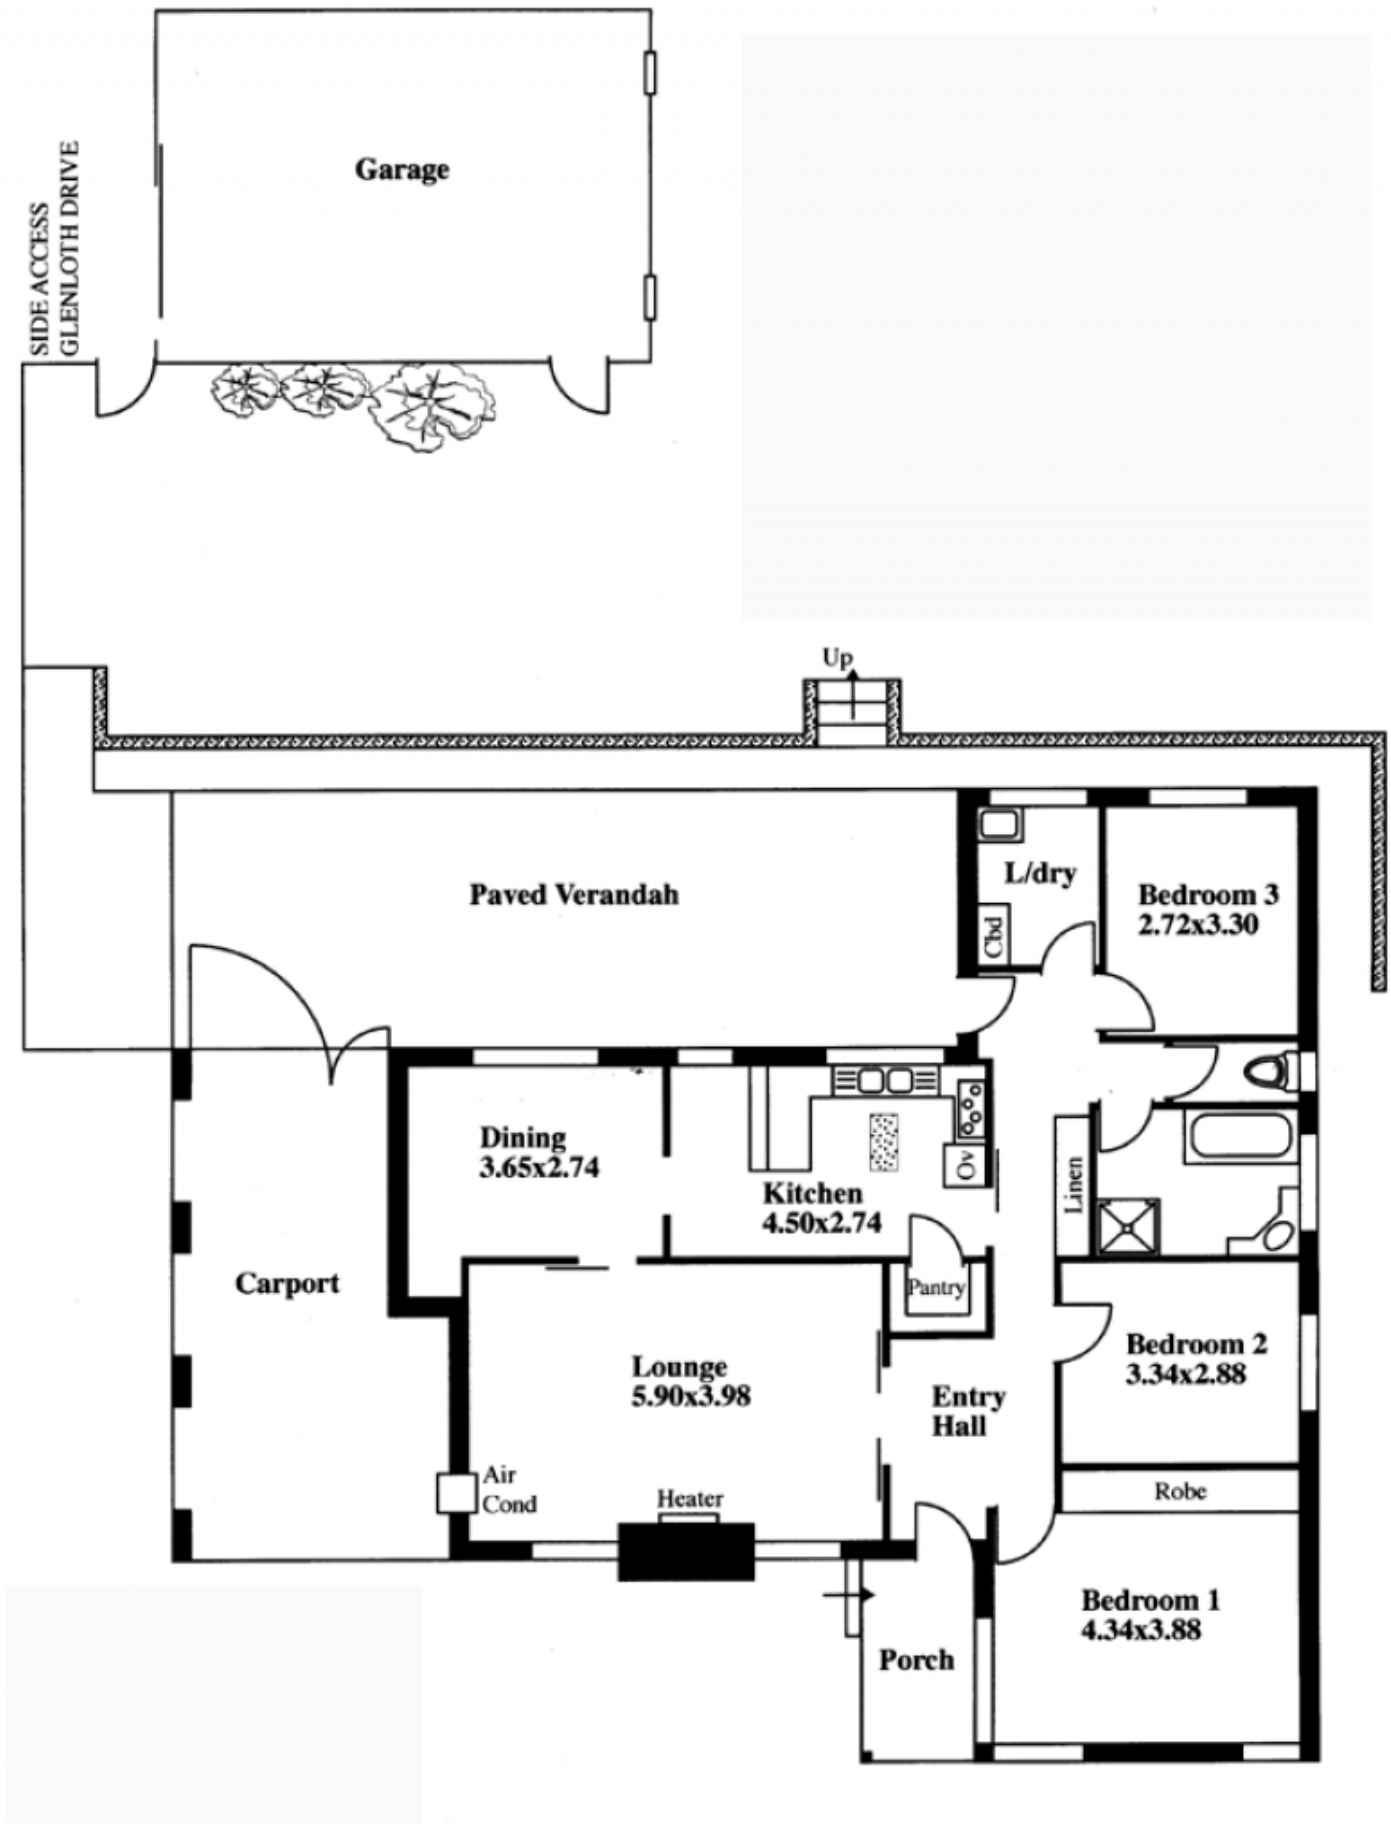 Garage
SIDE ACCESS
GLENLOTH DRIVE
Up
Paved Verandah
L/dry
Cbd
Bedroom 3
2.72x3.30
Dining
3.65x2.74
Kitchen
4.50x2.74
Ov
Linen
Carport
Pantry
Lounge
5.90x3.98
Entry
Hall
Bedroom 2
3.34x2.88
Air
Cond
Heater
Robe
Bedroom 1
4.34x3.88
Porch